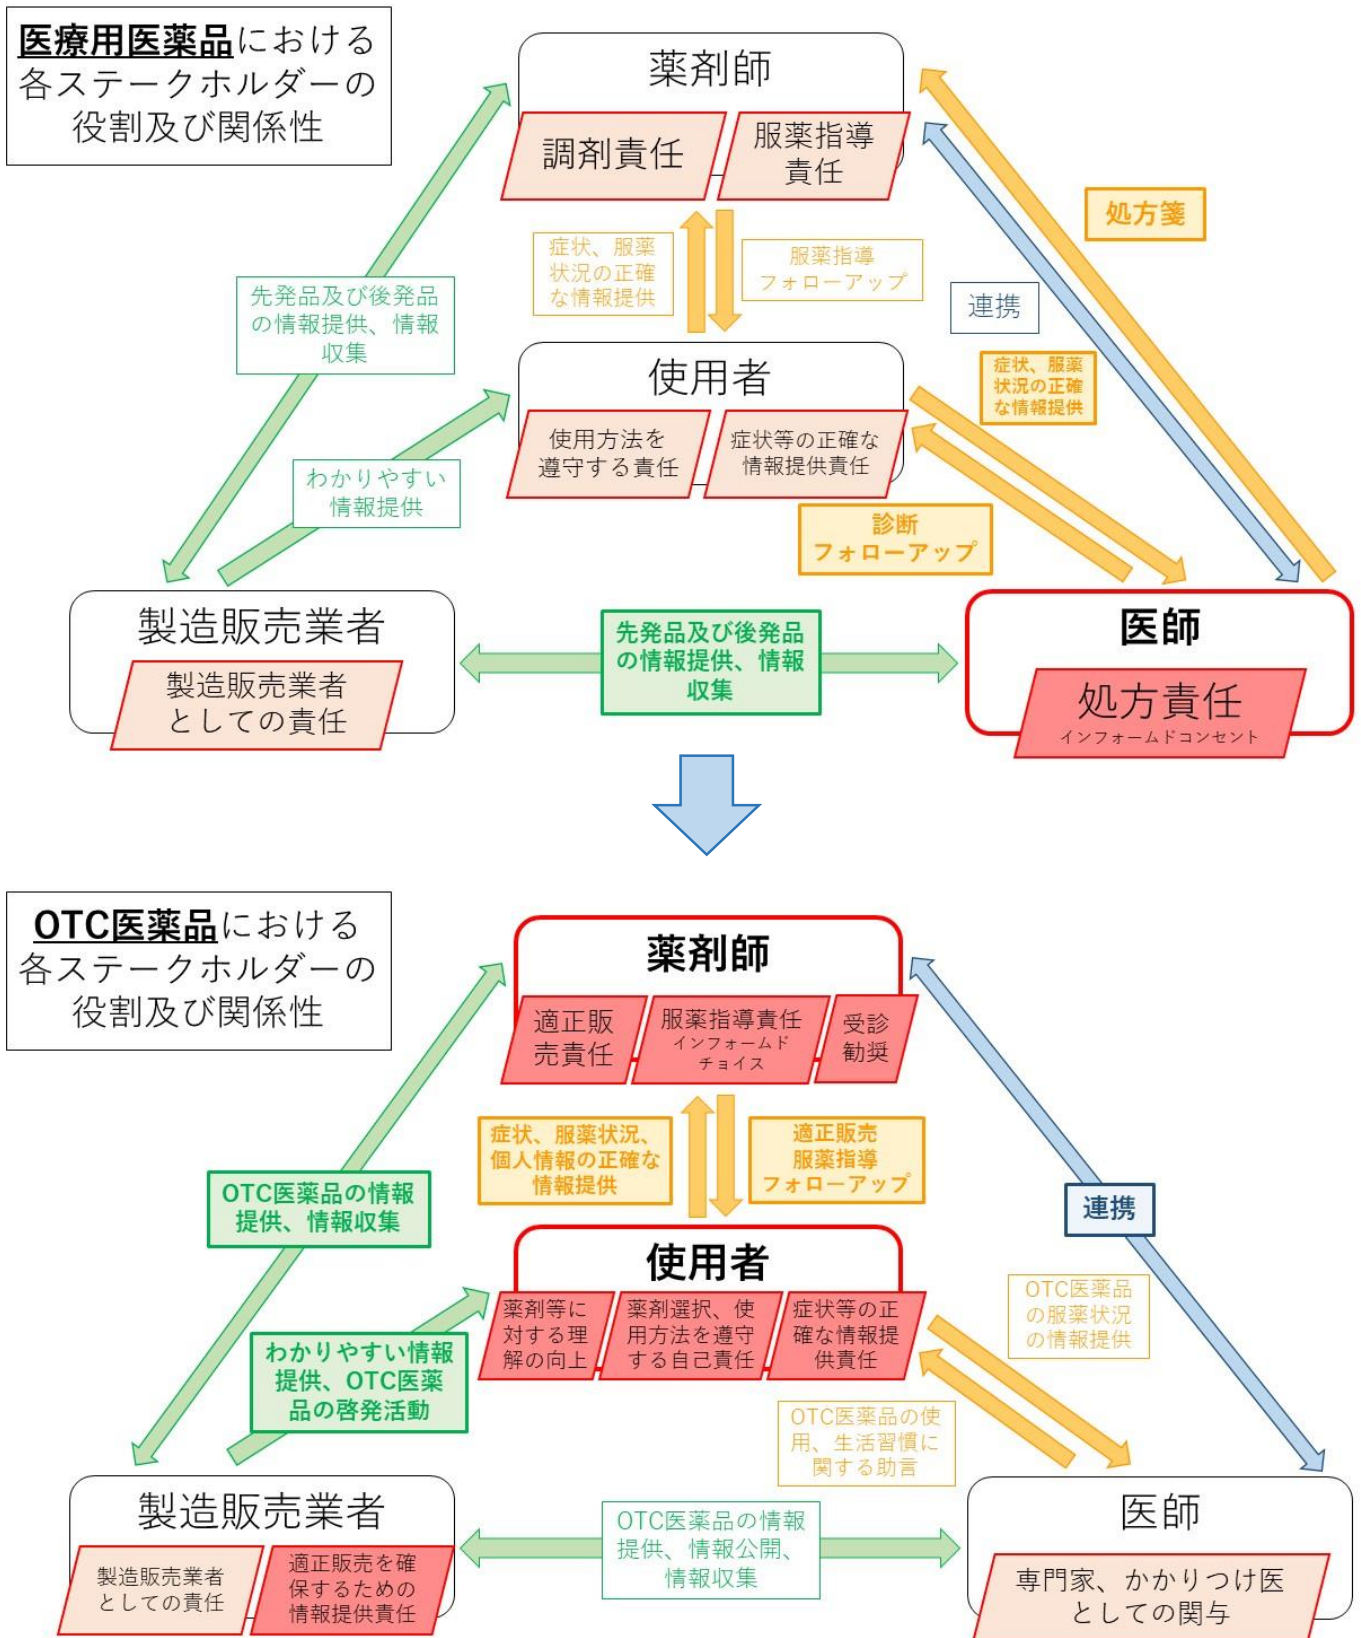 医療用医薬品における
各ステークホルダーの
役割及び関係性
薬剤師
調剤責任
服薬指導
責任
処方箋
症状、服薬
状況の正確
な情報提供
服薬指導
フォローアップ
先発品及び後発品
の情報提供、情報
収集
連携
使用者
症状、服薬
状況の正確
な情報提供
使用方法を
遵守する責任
症状等の正確な
情報提供責任
わかりやすい
情報提供
診断
フォローアップ
製造販売業者
製造販売業者
としての責任
先発品及び後発品
の情報提供、情報
収集
医師
処方責任
インフォームドコンセント
OTC医薬品における
各ステークホルダーの
役割及び関係性
薬剤師
適正販
売責任
服薬指導責任
インフォームド
チョイス
受診
勧奨
症状、服薬状況、
個人情報の正確な
情報提供
適正販売
服薬指導
フォローアップ
OTC医薬品の情報
提供、情報収集
連携
使用者
薬剤等に
対する理
解の向上
薬剤選択、使
用方法を遵守
する自己責任
症状等の正
確な情報提
供責任
OTC医薬品
の服薬状況
の情報提供
わかりやすい情報
提供、OTC医薬
品の啓発活動
OTC医薬品の使
用、生活習慣に
関する助言
製造販売業者
製造販売業者
としての責任
適正販売を確
保するための
情報提供責任
OTC医薬品の情報
提供、情報公開、
情報収集
医師
専門家、かかりつけ医
としての関与